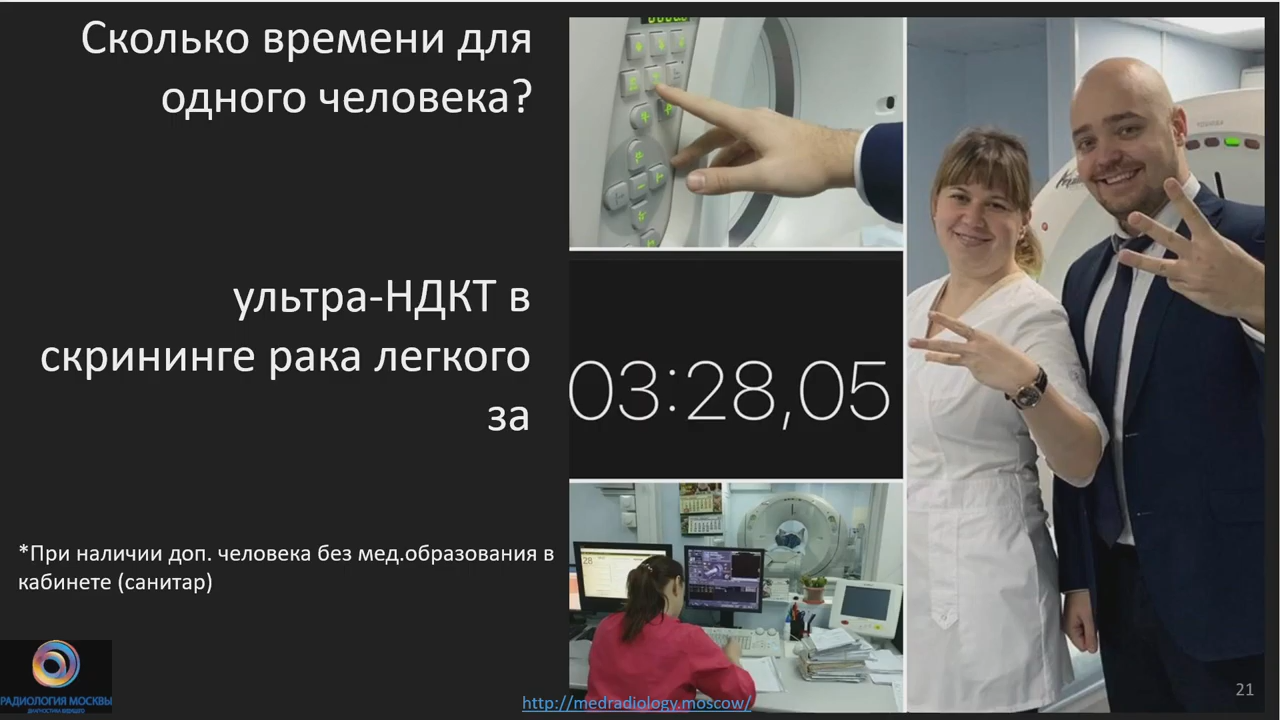 Сколько времени для
одного человека?
ультра-НДКТ в
скрининге рака легкого
за
03:28,05
*При наличии доп. человека без мед.образования в
кабинете (санитар)
РАДИОЛОГИЯ МОСКВЫ
http://medradiology.moscow/
21